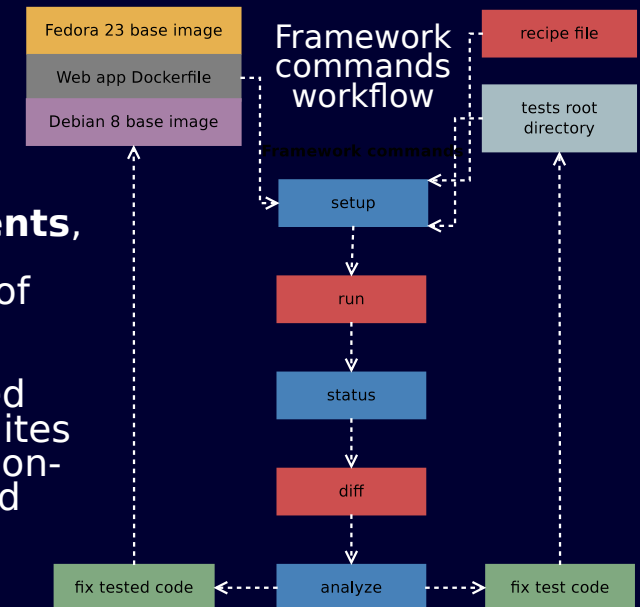 Fedora 23 base image
Web app Dockerfile
Debian 8 base image
Framework
commands
workflow
recipe file
tests root
directory
Framework commands
setup
run
status
diff
analyze
fix tested code
fix test code
ents,
of
ed
ites
on-
d